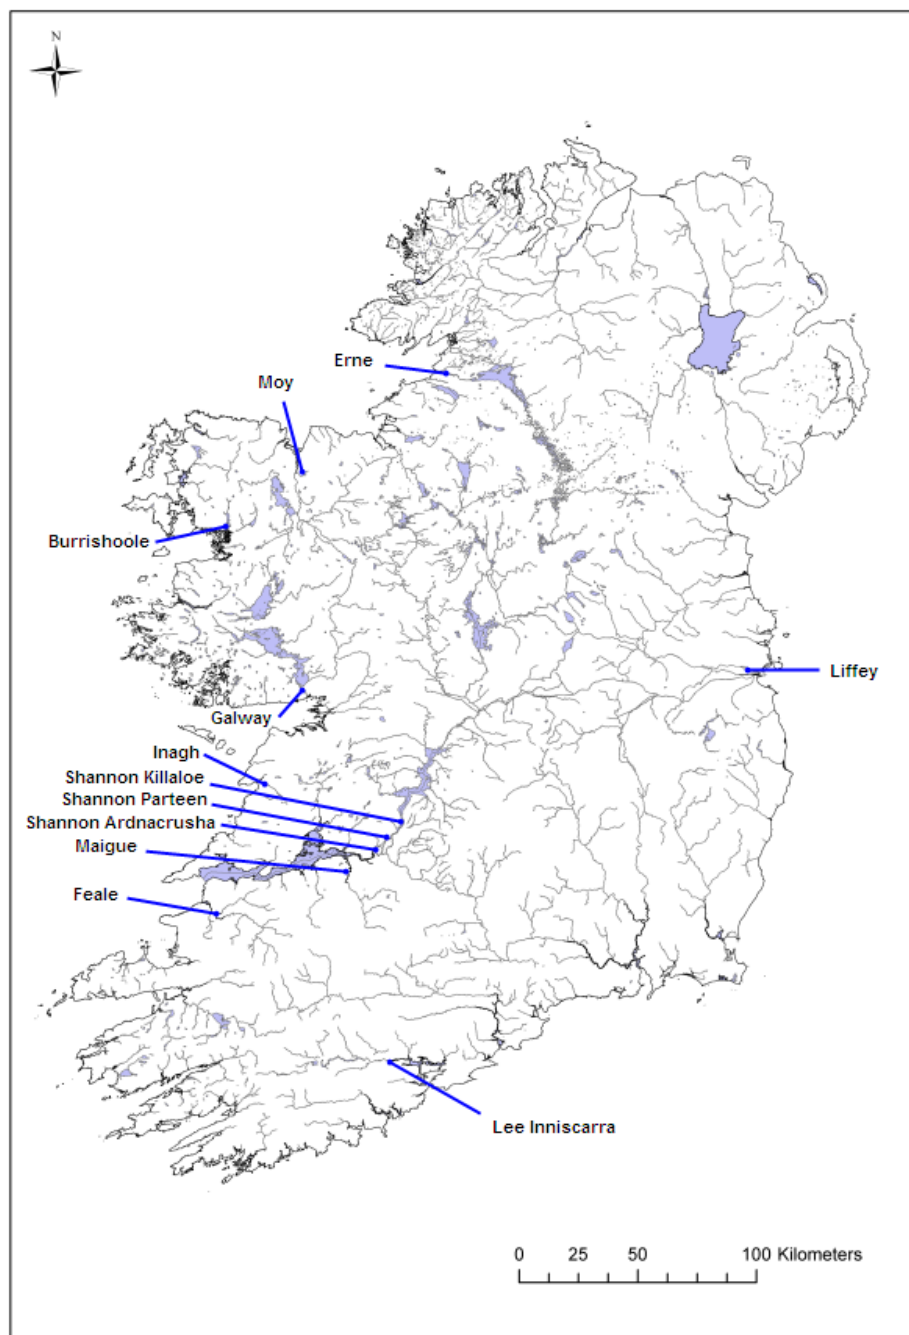 N
Erne
Moy
Burrishoole
Liffey
Galway
Inagh
Shannon Killaloe
Shannon Parteen
Shannon Ardnacrusha
Maigue
Feale
Lee Inniscarra
0 25 50 100 Kilometers